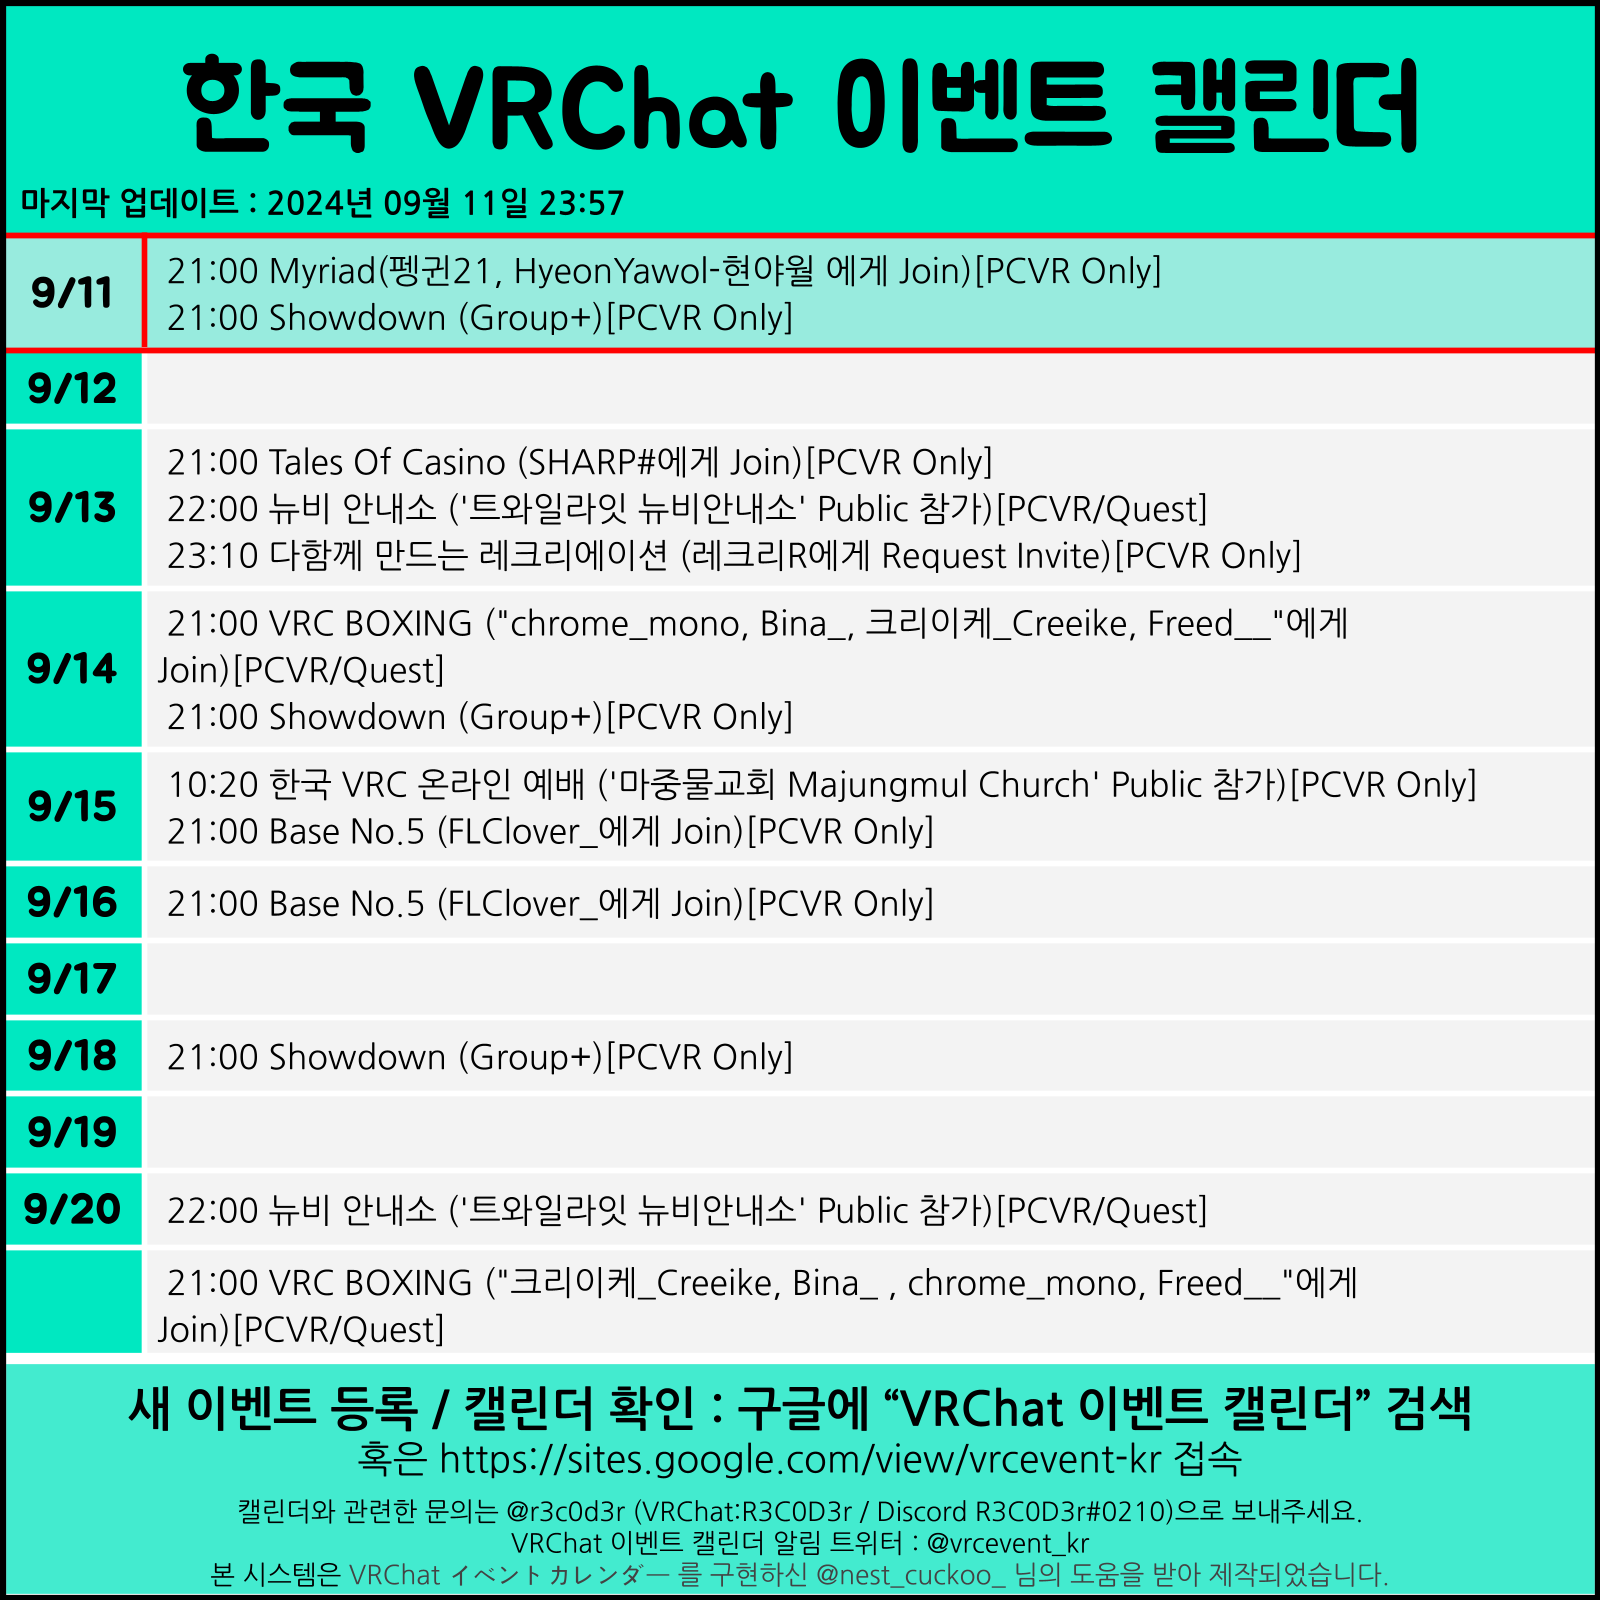 한국 VRChat 이벤트 캘린더
마지막 업데이트 : 2024년 09월 11일 23:57
9/11
21:00 Myriad(펭귄21, HyeonYawol-현야월 에게 Join)[PCVR Only]
21:00 Showdown (Group+)[PCVR Only]
9/12
9/13
21:00 Tales Of Casino (SHARP#에게 Join)[PCVR Only]
22:00 뉴비 안내소 ('트와일라잇 뉴비안내소' Public 참가)[PCVR/Quest]
23:10 다함께 만드는 레크리에이션 (레크리R에게 Request Invite)[PCVR Only]
9/14
21:00 VRC BOXING ("chrome_mono, Bina_, 크리이케_Creeike, Freed__"에게
Join)[PCVR/Quest]
21:00 Showdown (Group+)[PCVR Only]
9/15
10:20 한국 VRC 온라인 예배 ('마중물교회 Majungmul Church' Public 참가)[PCVR Only]
21:00 Base No.5 (FLClover_에게 Join)[PCVR Only]
9/16
21:00 Base No.5 (FLClover_에게 Join)[PCVR Only]
9/17
9/18
21:00 Showdown (Group+)[PCVR Only]
9/19
9/20
22:00 뉴비 안내소 ('트와일라잇 뉴비안내소' Public 참가)[PCVR/Quest]
21:00 VRC BOXING ("크리이케_Creeike, Bina_ , chrome_mono, Freed__"에게
Join)[PCVR/Quest]
새 이벤트 등록 / 캘린더 확인 : 구글에 “VRChat 이벤트 캘린더” 검색
혹은 https://sites.google.com/view/vrcevent-kr 접속
캘린더와 관련한 문의는 @r3c0d3r (VRChat:R3C0D3r / Discord R3C0D3r#0210)으로 보내주세요.
VRChat 이벤트 캘린더 알림 트위터 : @vrcevent_kr
본 시스템은 VRChat イベントカレンダー 를 구현하신 @nest_cuckoo_ 님의 도움을 받아 제작되었습니다.